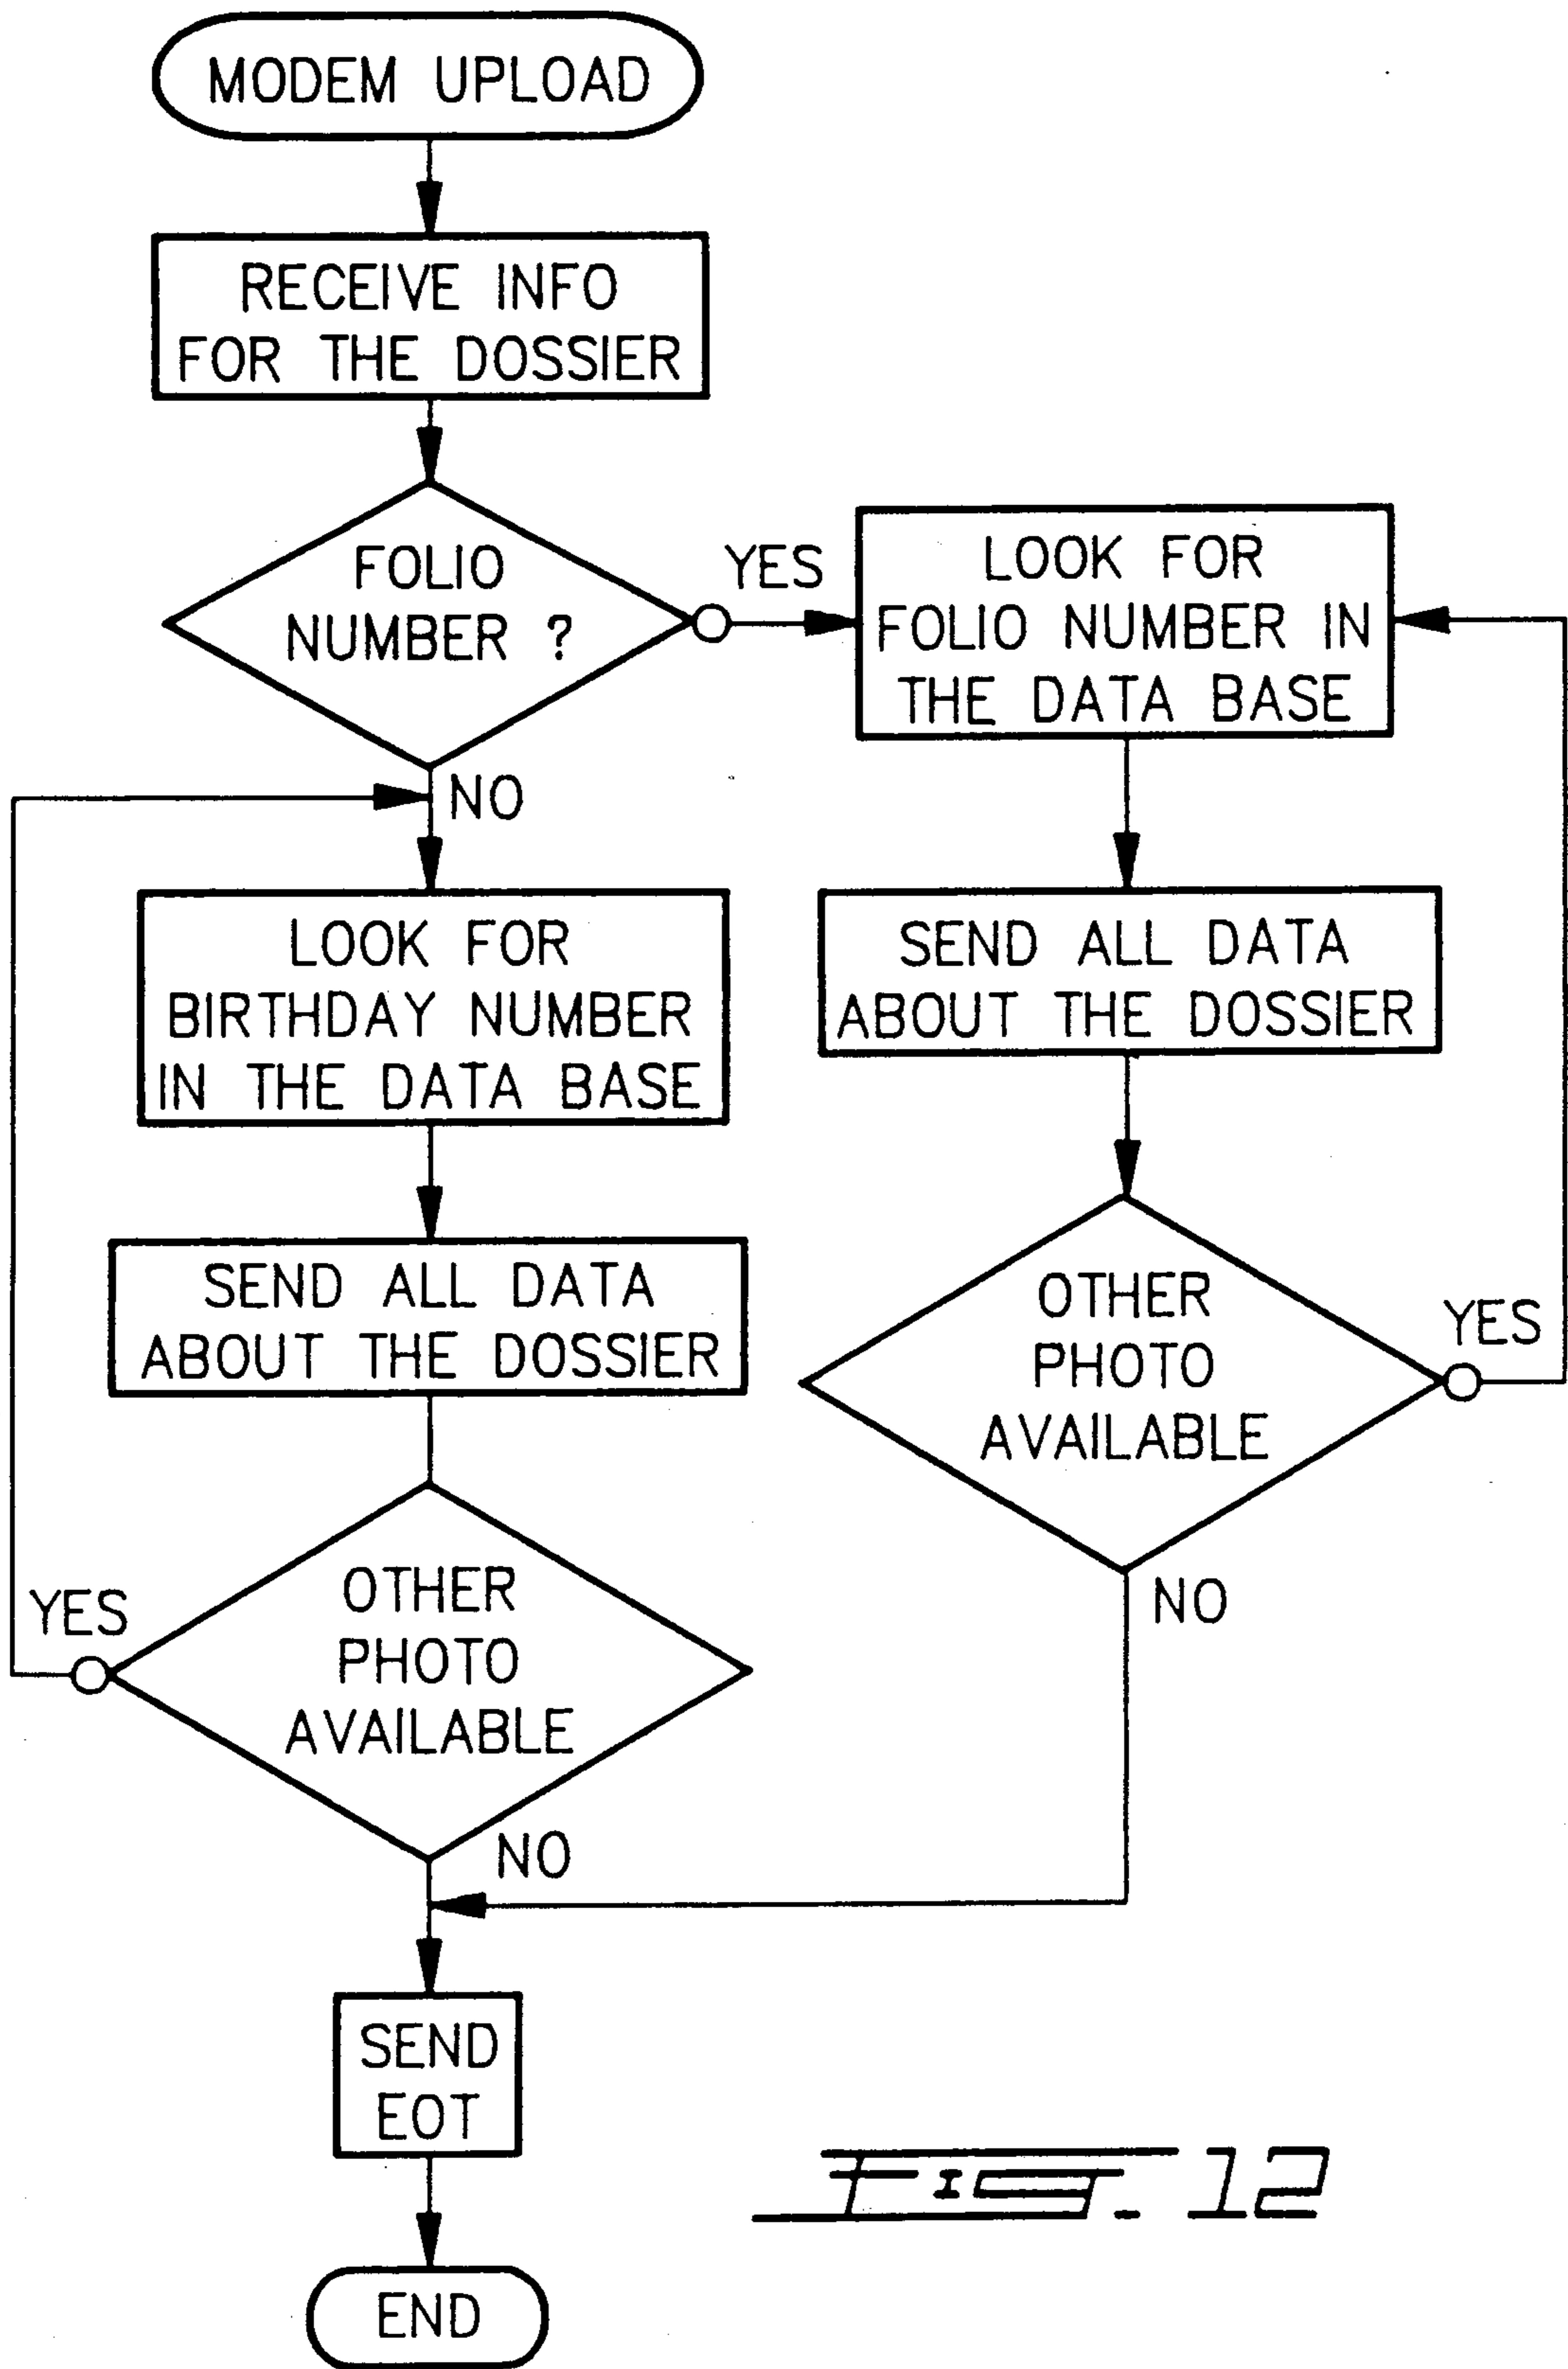 MODEM UPLOAD
RECEIVE INFO
FOR THE DOSSIER
FOLIO
NUMBER ?
YES
LOOK FOR
FOLIO NUMBER IN
THE DATA BASE
NO
LOOK FOR
BIRTHDAY NUMBER
IN THE DATA BASE
SEND ALL DATA
ABOUT THE DOSSIER
SEND ALL DATA
ABOUT THE DOSSIER
OTHER
PHOTO
AVAILABLE
YES
NO
OTHER
PHOTO
AVAILABLE
YES
NO
SEND
EOT
END
FIG. 12